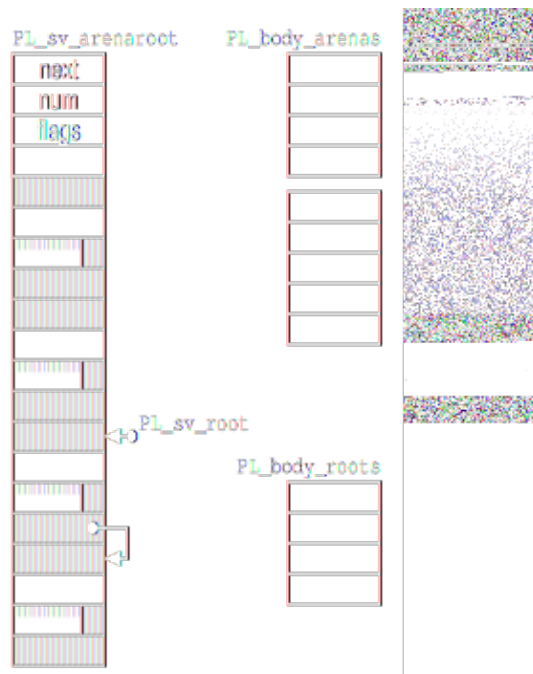 PL_sv_arenaroot
PL_body_arenas
next
num
flags
PL_sv_root
PL_body_roots